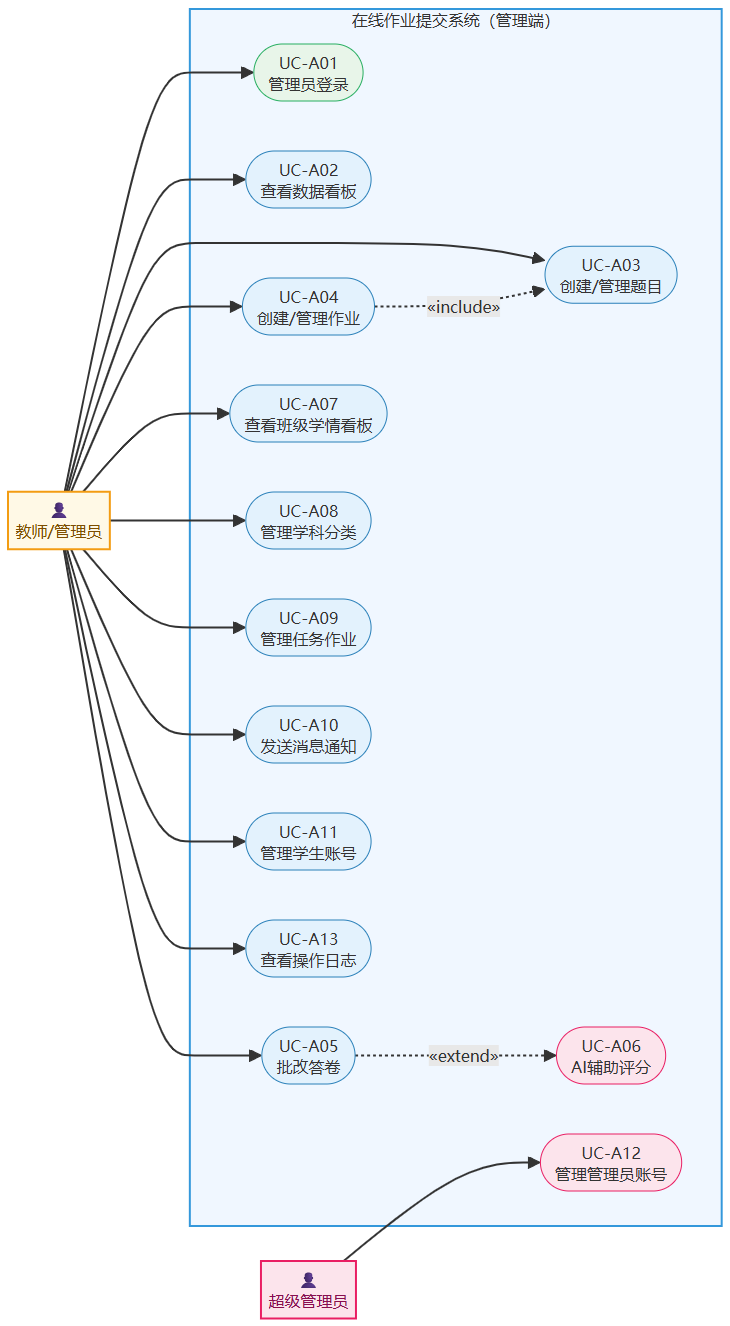 在线作业提交系统（管理端）
UC-A01
管理员登录
UC-A02
查看数据看板
UC-A03
创建/管理题目
UC-A04
创建/管理作业
«include»
UC-A07
查看班级学情看板
教师/管理员
UC-A08
管理学科分类
UC-A09
管理任务作业
UC-A10
发送消息通知
UC-A11
管理学生账号
UC-A13
查看操作日志
UC-A05
批改答卷
«extend»
UC-A06
AI辅助评分
UC-A12
管理管理员账号
超级管理员